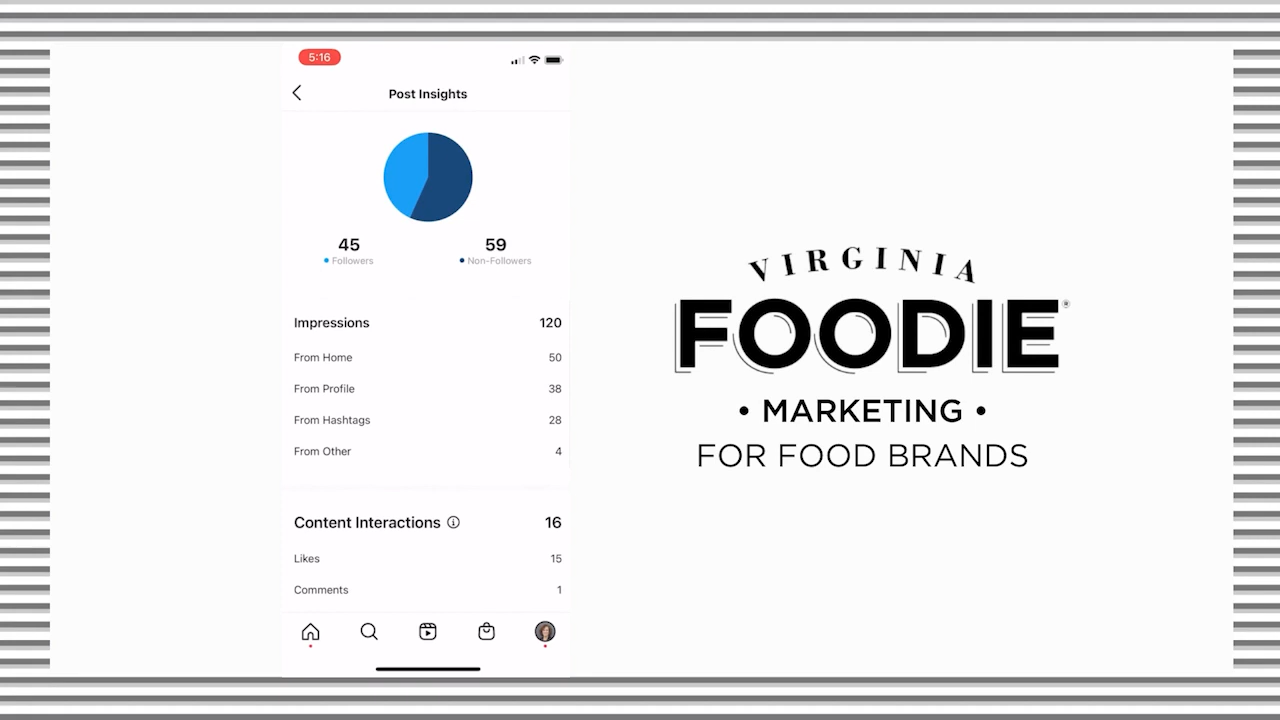 5:16
Post Insights
45
59
Followers
Non-Followers
Impressions 120
From Home 50
From Profile 38
From Hashtags 28
From Other 4
Content Interactions 16
Likes 15
Comments 1
VIRGINIA
FOODIE®
• MARKETING •
FOR FOOD BRANDS